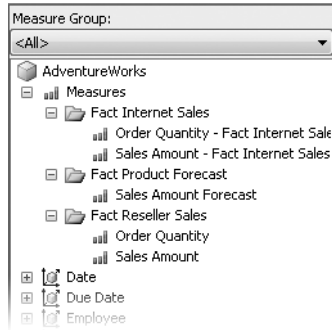 Measure Group:
<All>
AdventureWorks
Measures
Fact Internet Sales
Order Quantity - Fact Internet Sale
Sales Amount - Fact Internet Sales
Fact Product Forecast
Sales Amount Forecast
Fact Reseller Sales
Order Quantity
Sales Amount
Date
Due Date
Employee